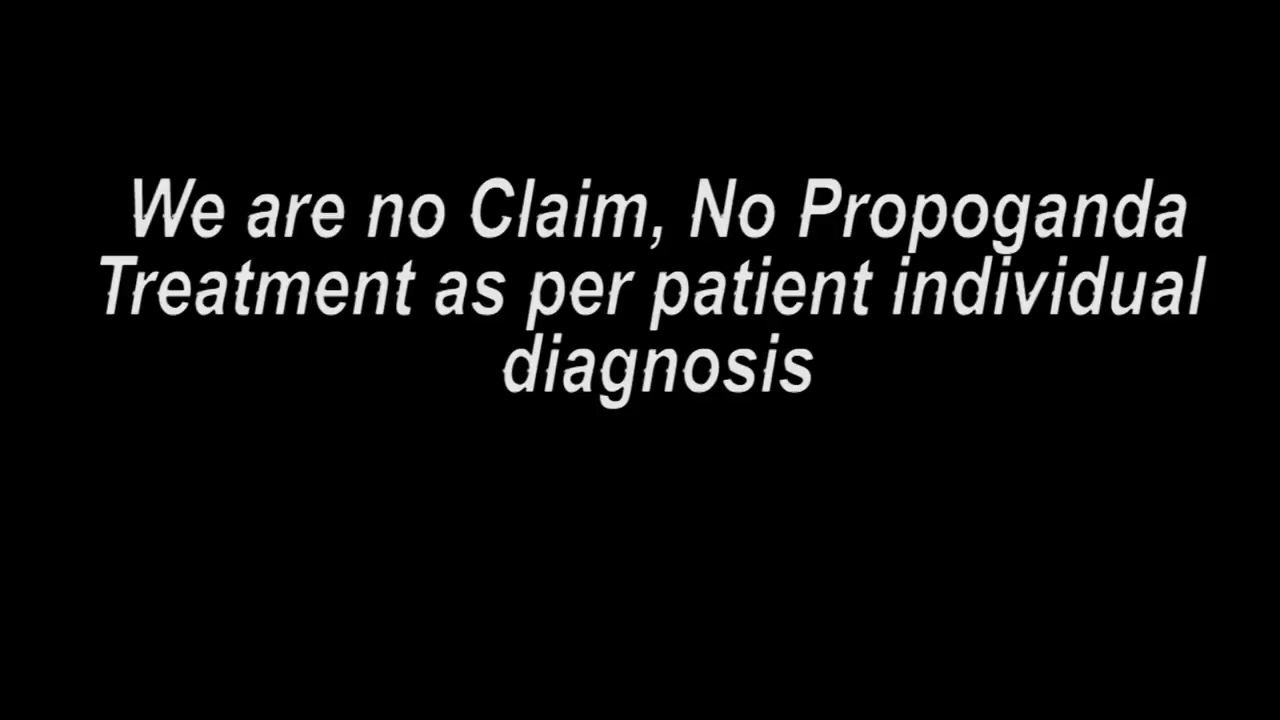 We are no Claim, No Propoganda
Treatment as per patient individual
diagnosis